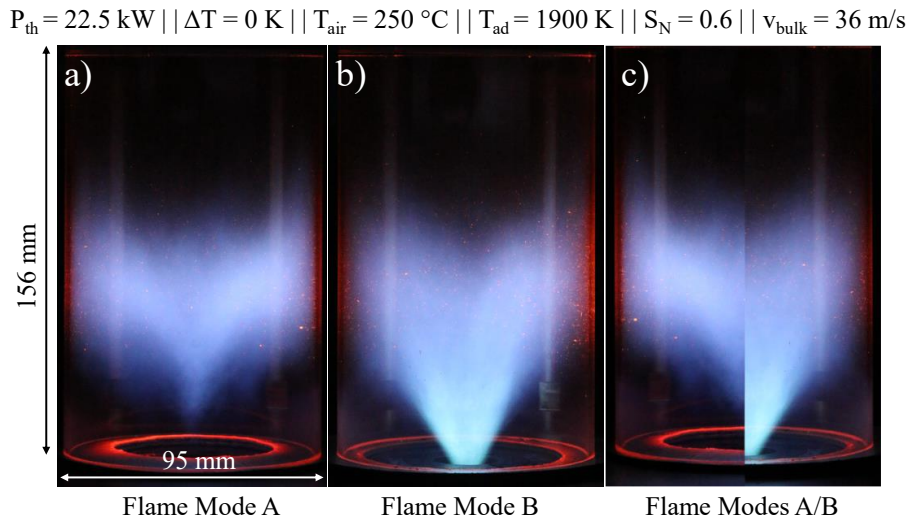 P_th = 22.5 kW || ΔT = 0 K || T_air = 250 °C || T_ad = 1900 K || S_N = 0.6 || v_bulk = 36 m/s
a) b) c)
156 mm
95 mm
Flame Mode A Flame Mode B Flame Modes A/B